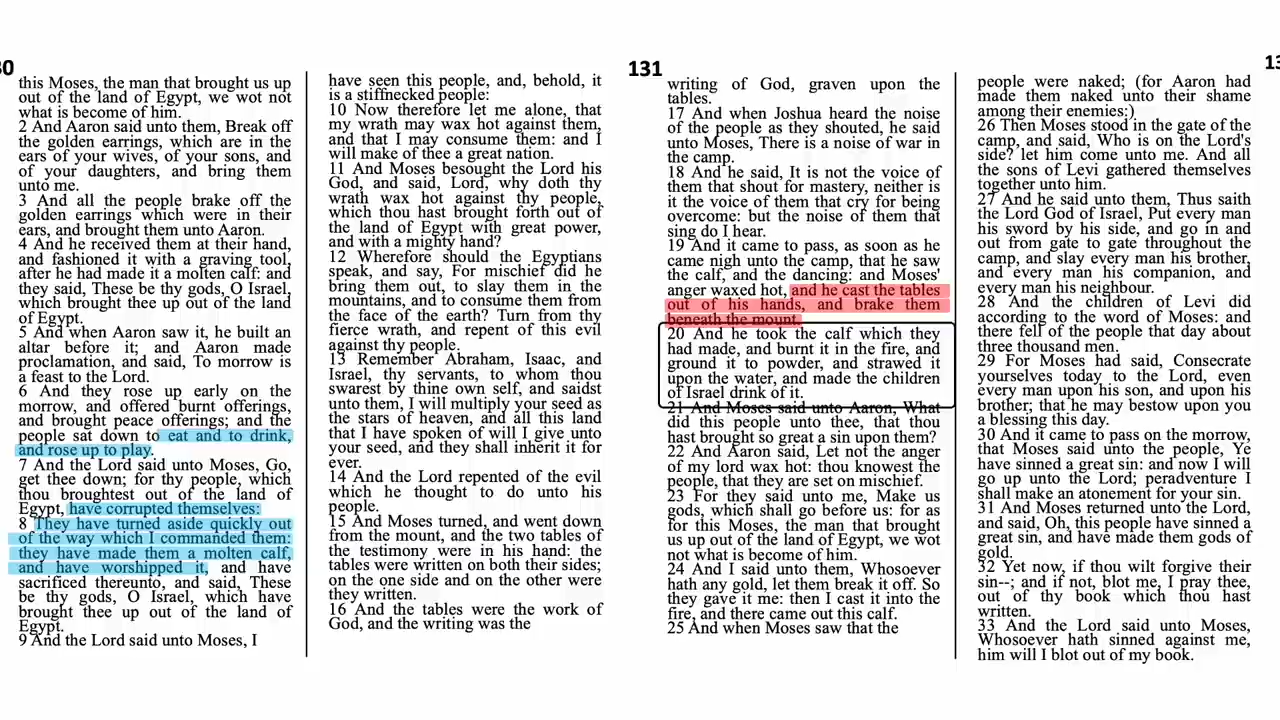 30
this Moses, the man that brought us up
out of the land of Egypt, we wot not
what is become of him.
2 And Aaron said unto them, Break off
the golden earrings, which are in the
ears of your wives, of your sons, and
of your daughters, and bring them
unto me.
3 And all the people brake off the
golden earrings which were in their
ears, and brought them unto Aaron.
4 And he received them at their hand,
and fashioned it with a graving tool,
after he had made it a molten calf: and
they said, These be thy gods, O Israel,
which brought thee up out of the land
of Egypt.
5 And when Aaron saw it, he built an
altar before it; and Aaron made
proclamation, and said, To morrow is
a feast to the Lord.
6 And they rose up early on the
morrow, and offered burnt offerings,
and brought peace offerings; and the
people sat down to eat and to drink,
and rose up to play.
7 And the Lord said unto Moses, Go,
get thee down; for thy people, which
thou broughtest out of the land of
Egypt, have corrupted themselves:
8 They have turned aside quickly out
of the way which I commanded them:
they have made them a molten calf,
and have worshipped it, and have
sacrificed thereunto, and said, These
be thy gods, O Israel, which have
brought thee up out of the land of
Egypt.
9 And the Lord said unto Moses, I
have seen this people, and, behold, it
is a stiffnecked people:
10 Now therefore let me alone, that
my wrath may wax hot against them,
and that I may consume them: and I
will make of thee a great nation.
11 And Moses besought the Lord his
God, and said, Lord, why doth thy
wrath wax hot against thy people,
which thou hast brought forth out of
the land of Egypt with great power,
and with a mighty hand?
12 Wherefore should the Egyptians
speak, and say, For mischief did he
bring them out, to slay them in the
mountains, and to consume them from
the face of the earth? Turn from thy
fierce wrath, and repent of this evil
against thy people.
13 Remember Abraham, Isaac, and
Israel, thy servants, to whom thou
swarest by thine own self, and saidst
unto them, I will multiply your seed as
the stars of heaven, and all this land
that I have spoken of will I give unto
your seed, and they shall inherit it for
ever.
14 And the Lord repented of the evil
which he thought to do unto his
people.
15 And Moses turned, and went down
from the mount, and the two tables of
the testimony were in his hand: the
tables were written on both their sides;
on the one side and on the other were
they written.
16 And the tables were the work of
God, and the writing was the
131
writing of God, graven upon the
tables.
17 And when Joshua heard the noise
of the people as they shouted, he said
unto Moses, There is a noise of war in
the camp.
18 And he said, It is not the voice of
them that shout for mastery, neither is
it the voice of them that cry for being
overcome: but the noise of them that
sing do I hear.
19 And it came to pass, as soon as he
came nigh unto the camp, that he saw
the calf, and the dancing: and Moses'
anger waxed hot, and he cast the tables
out of his hands, and brake them
beneath the mount.
20 And he took the calf which they
had made, and burnt it in the fire, and
ground it to powder, and strawed it
upon the water, and made the children
of Israel drink of it.
21 And Moses said unto Aaron, What
did this people unto thee, that thou
hast brought so great a sin upon them?
22 And Aaron said, Let not the anger
of my lord wax hot: thou knowest the
people, that they are set on mischief.
23 For they said unto me, Make us
gods, which shall go before us: for as
for this Moses, the man that brought
us up out of the land of Egypt, we wot
not what is become of him.
24 And I said unto them, Whosoever
hath any gold, let them break it off. So
they gave it me: then I cast it into the
fire, and there came out this calf.
25 And when Moses saw that the
people were naked; (for Aaron had
made them naked unto their shame
among their enemies:)
26 Then Moses stood in the gate of the
camp, and said, Who is on the Lord's
side? let him come unto me. And all
the sons of Levi gathered themselves
together unto him.
27 And he said unto them, Thus saith
the Lord God of Israel, Put every man
his sword by his side, and go in and
out from gate to gate throughout the
camp, and slay every man his brother,
and every man his companion, and
every man his neighbour.
28 And the children of Levi did
according to the word of Moses: and
there fell of the people that day about
three thousand men.
29 For Moses had said, Consecrate
yourselves today to the Lord, even
every man upon his son, and upon his
brother; that he may bestow upon you
a blessing this day.
30 And it came to pass on the morrow,
that Moses said unto the people, Ye
have sinned a great sin: and now I will
go up unto the Lord; peradventure I
shall make an atonement for your sin.
31 And Moses returned unto the Lord,
and said, Oh, this people have sinned a
great sin, and have made them gods of
gold.
32 Yet now, if thou wilt forgive their
sin--; and if not, blot me, I pray thee,
out of thy book which thou hast
written.
33 And the Lord said unto Moses,
Whosoever hath sinned against me,
him will I blot out of my book.